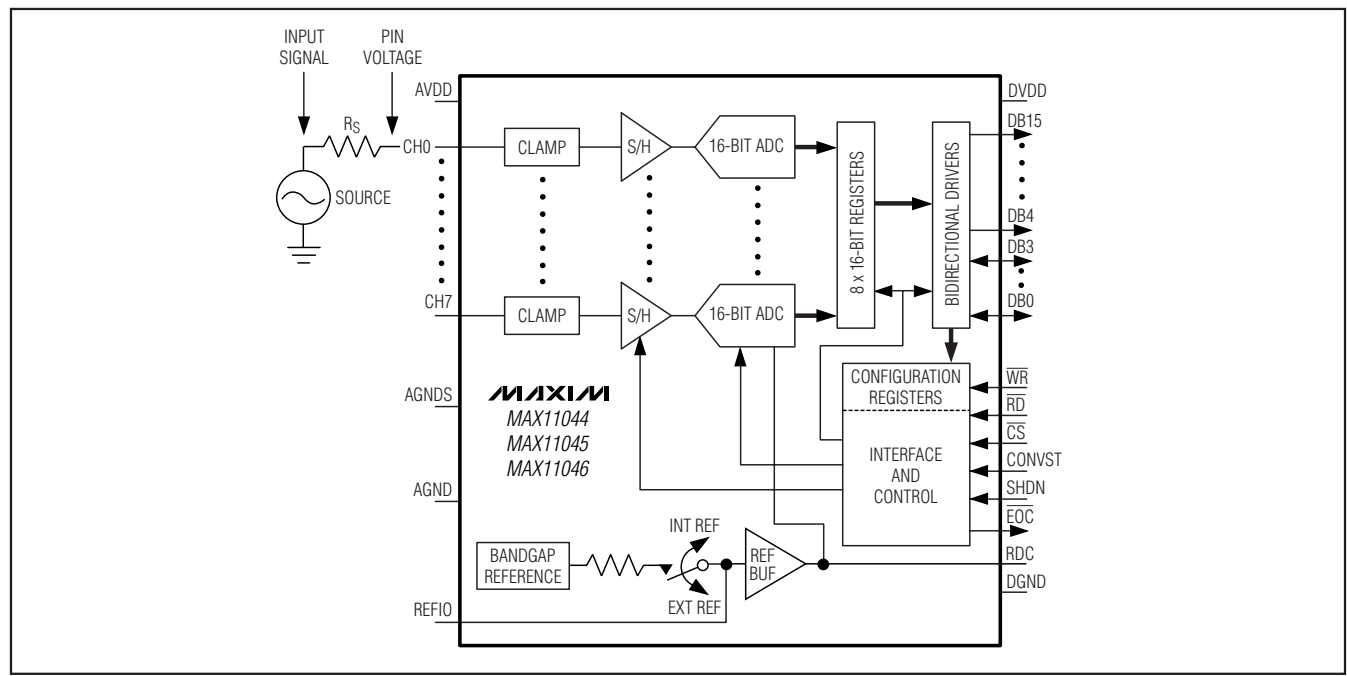 INPUT
SIGNAL
PIN
VOLTAGE
AVDD
DVDD
RS
CH0
CLAMP
S/H
16-BIT ADC
8 x 16-BIT REGISTERS
BIDIRECTIONAL DRIVERS
DB15
SOURCE
DB4
DB3
DB0
CH7
CLAMP
S/H
16-BIT ADC
CONFIGURATION
REGISTERS
WR
RD
CS
CONVST
SHDN
EOC
INTERFACE
AND
CONTROL
AGNDS
MAXIM
MAX11044
MAX11045
MAX11046
AGND
INT REF
BANDGAP
REFERENCE
REF
BUF
EXT REF
RDC
DGND
REFIO